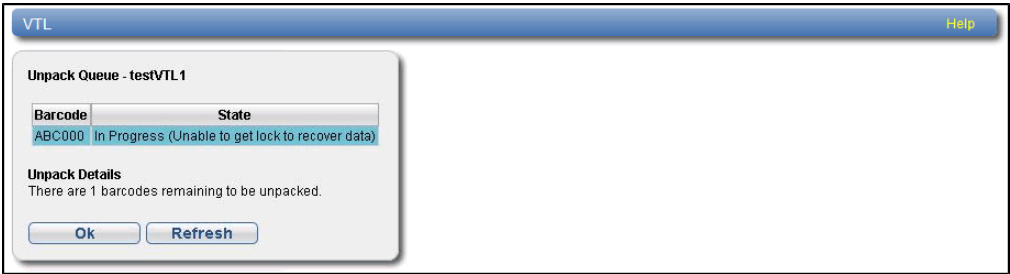 VTL Help
Unpack Queue - testVTL1
Barcode State
ABC000 In Progress (Unable to get lock to recover data)
Unpack Details
There are 1 barcodes remaining to be unpacked.
Ok Refresh